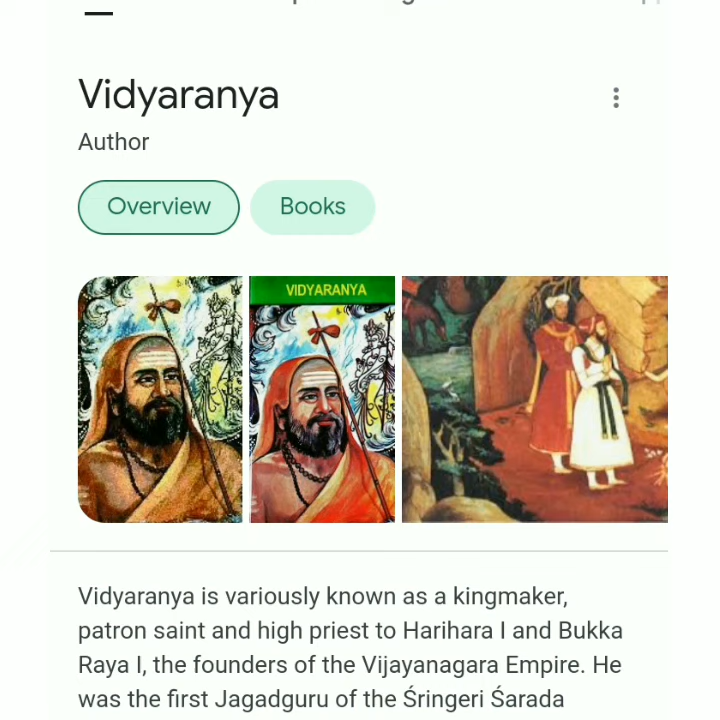 Vidyaranya
Author
Overview
Books
VIDYARANYA
Vidyaranya is variously known as a kingmaker,
patron saint and high priest to Harihara I and Bukka
Raya I, the founders of the Vijayanagara Empire. He
was the first Jagadguru of the Śringeri Śarada